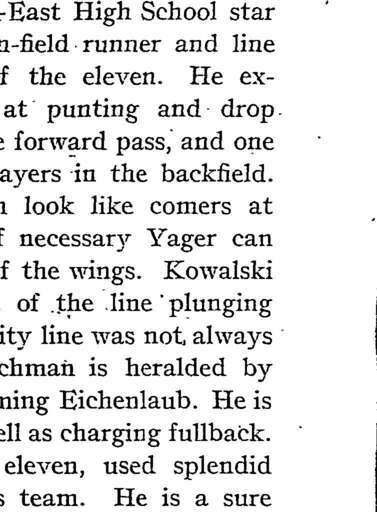 -East High School star
n-field runner and line
f the eleven. He ex-
at punting and drop
e forward pass, and one
ayers in the backfield.
n look like comers at
f necessary Yager can
f the wings. Kowalski
of the line plunging
ity line was not always
chman is heralded by
ning Eichenlaub. He is
ell as charging fullback.
eleven, used splendid
s team. He is a sure